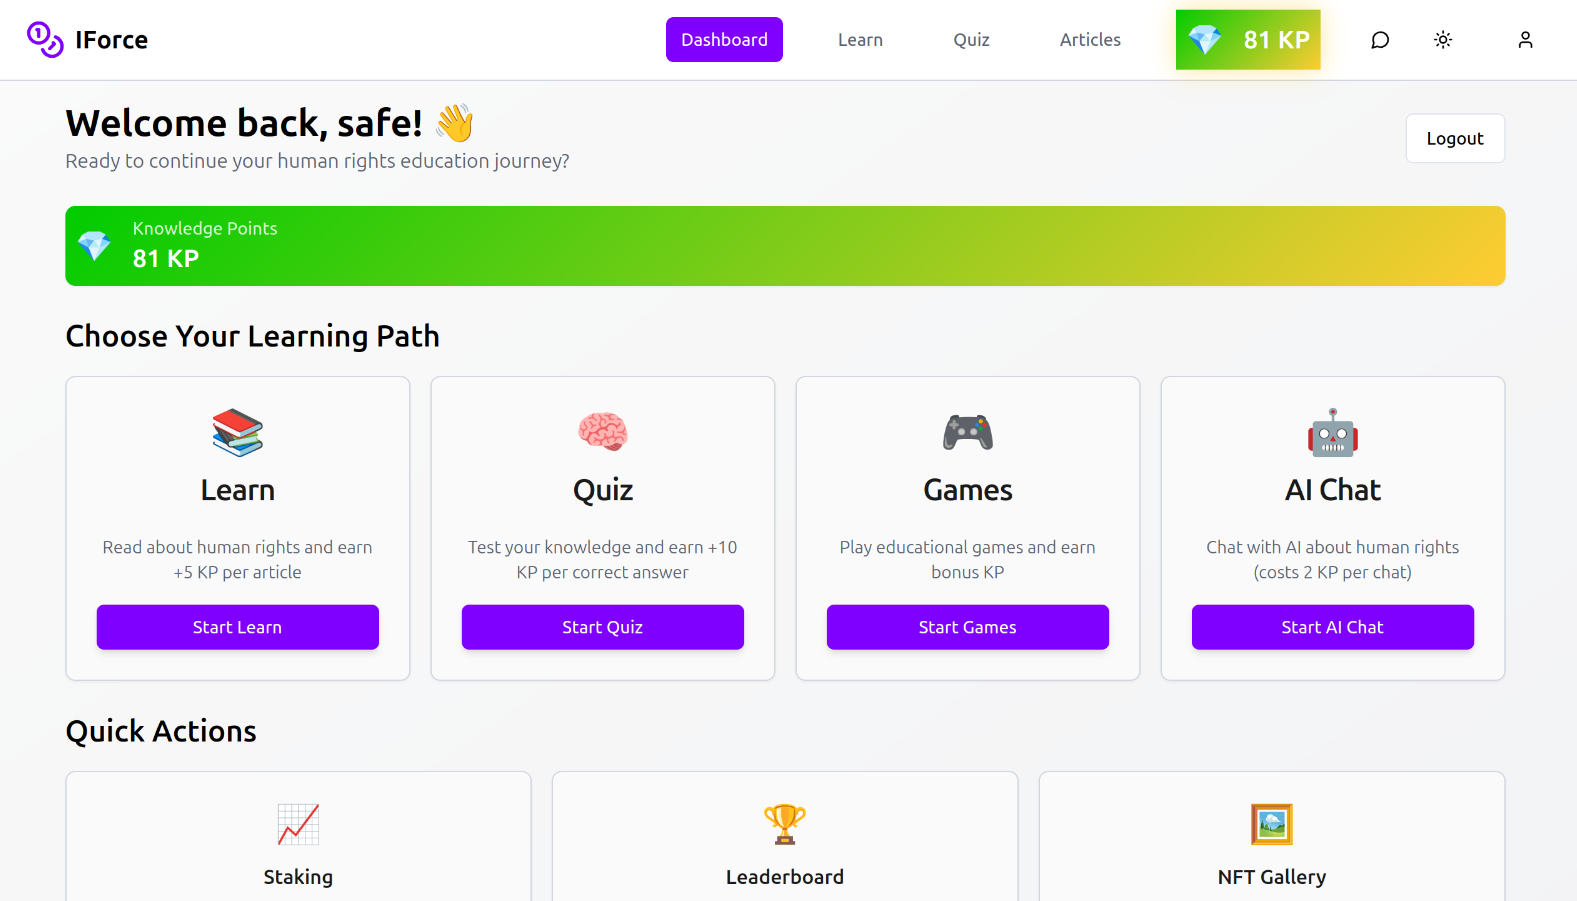 IForce
Dashboard
Learn
Quiz
Articles
81 KP
Welcome back, safe! 👋
Ready to continue your human rights education journey?
Logout
Knowledge Points
81 KP
Choose Your Learning Path
Learn
Read about human rights and earn
+5 KP per article
Start Learn
Quiz
Test your knowledge and earn +10
KP per correct answer
Start Quiz
Games
Play educational games and earn
bonus KP
Start Games
AI Chat
Chat with AI about human rights
(costs 2 KP per chat)
Start AI Chat
Quick Actions
Staking
Leaderboard
NFT Gallery